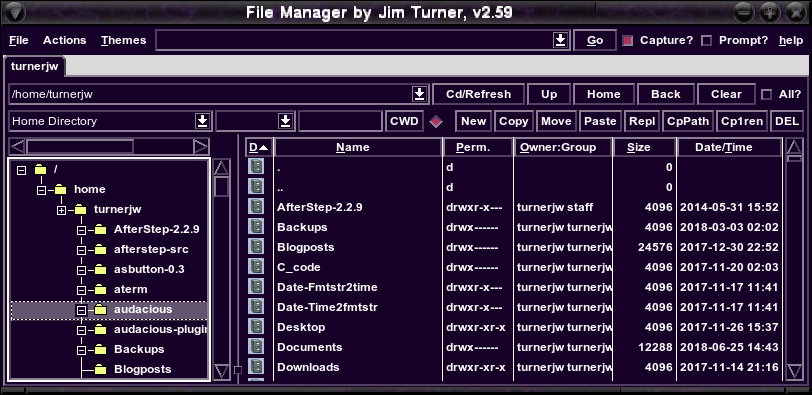 File Manager by Jim Turner, v2.59
File Actions Themes Go Capture? Prompt? help
turnerjw
/home/turnerjw Cd/Refresh Up Home Back Clear All?
Home Directory CWD New Copy Move Paste Repl CpPath Cp1ren DEL
D Name Perm. Owner:Group Size Date/Time
/
home
turnerjw
AfterStep-2.2.9
afterstep-src
asbutton-0.3
aterm
audacious
audacious-plugin
Backups
Blogposts
. d 0
.. d 0
AfterStep-2.2.9 drwxr-x--- turnerjw staff 4096 2014-05-31 15:52
Backups drwx------ turnerjw turnerjw 4096 2018-03-03 02:02
Blogposts drwx------ turnerjw turnerjw 24576 2017-12-30 22:52
C_code drwx------ turnerjw turnerjw 4096 2017-11-20 02:03
Date-Fmtstr2time drwxr-x--- turnerjw turnerjw 4096 2017-11-17 11:41
Date-Time2fmtstr drwxr-x--- turnerjw turnerjw 4096 2017-11-17 11:41
Desktop drwxr-xr-x turnerjw turnerjw 4096 2017-11-26 15:37
Documents drwx------ turnerjw turnerjw 12288 2018-06-25 14:43
Downloads drwxr-xr-x turnerjw turnerjw 4096 2017-11-14 21:16